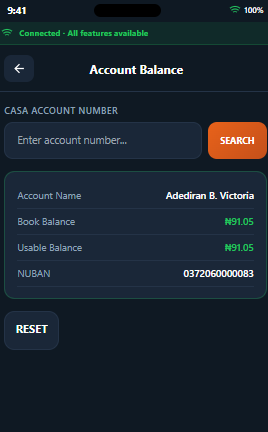 9:41
100%
Connected - All features available
Account Balance
CASA ACCOUNT NUMBER
Enter account number...
SEARCH
Account Name Adediran B. Victoria
Book Balance ₦91.05
Usable Balance ₦91.05
NUBAN 0372060000083
RESET